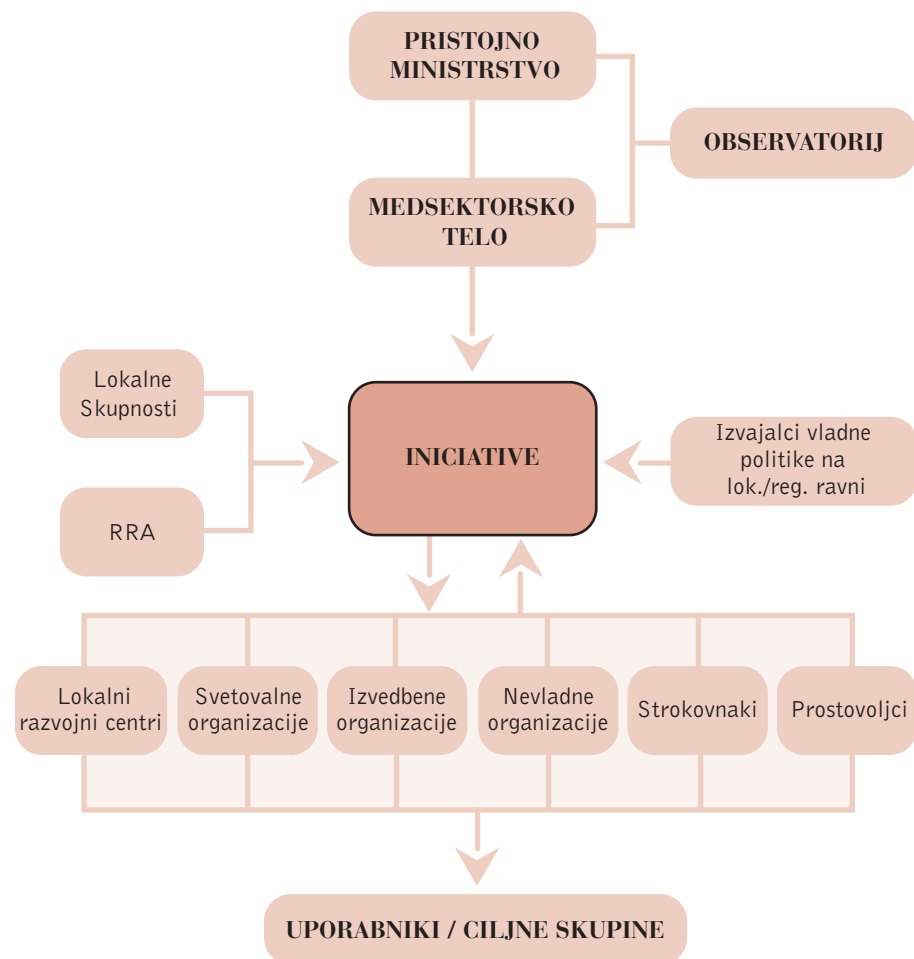 PRISTOJNO
MINISTRSTVO
OBSERVATORIJ
MEDSEKTORSKO
TELO
Lokalne
Skupnosti
INICIATIVE
Izvajalci vladne
politike na
lok./reg. ravni
RRA
Lokalni
razvojni centri
Svetovalne
organizacije
Izvedbene
organizacije
Nevladne
organizacije
Strokovnaki
Prostovoljci
UPORABNIKI / CILJNE SKUPINE